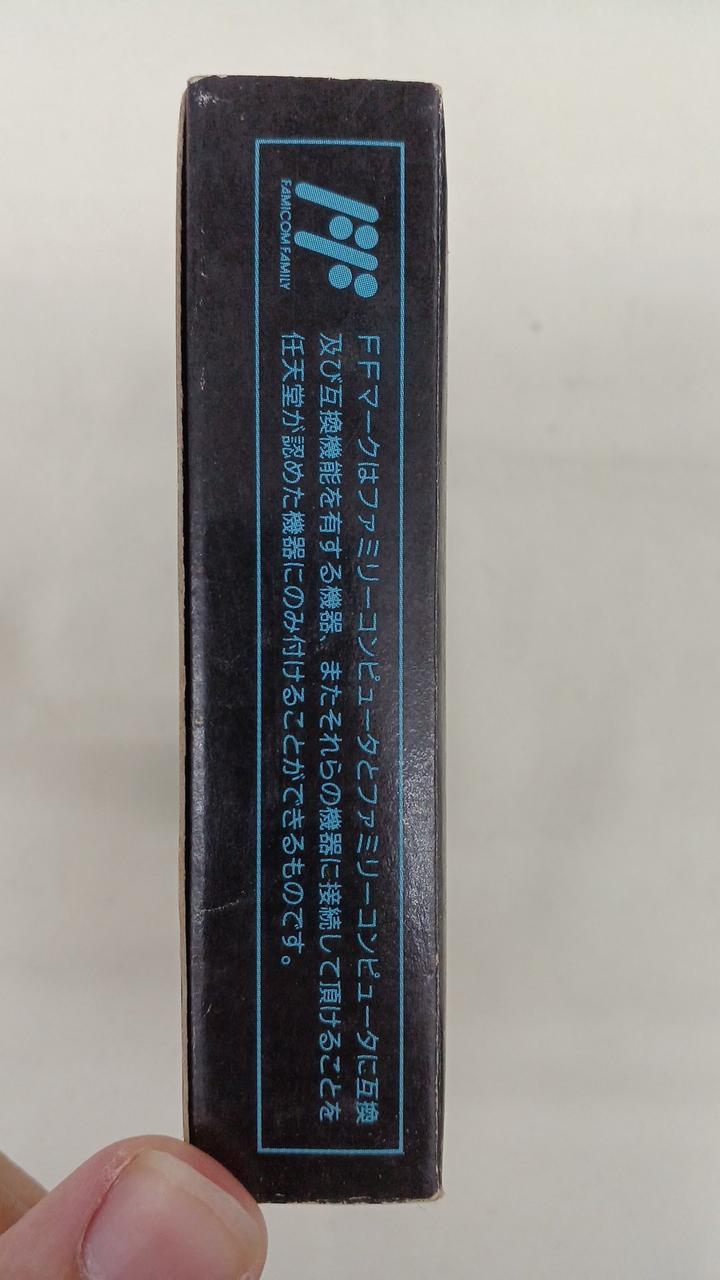 FAMICOM FAMILY
FFマークはファミリーコンピュータとファミリーコンピュータに互換
及び互換機能を有する機器、またそれらの機器に接続して頂けることを
任天堂が認めた機器にのみ付けることができるものです。